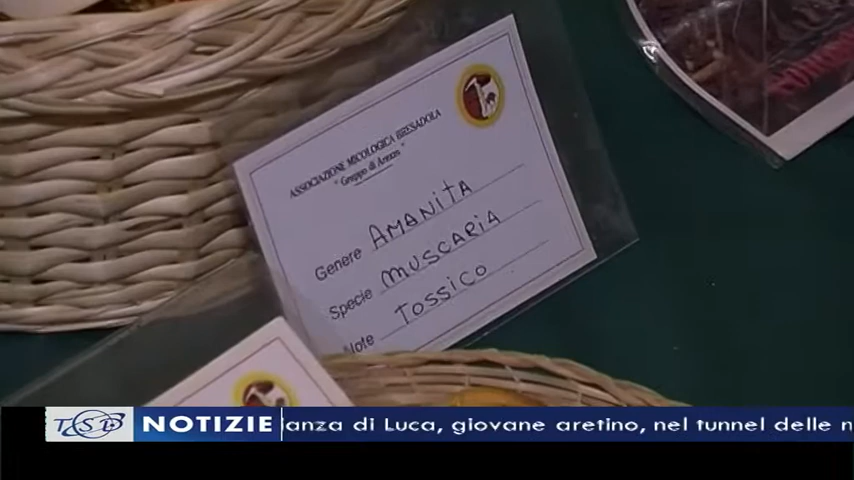 ASSOCIAZIONE MICOLOGICA BRESADOLA
"Gruppo di Arezzo"
Genere AMANITA
Specie MUSCARIA
Note TOSSICO
TSD NOTIZIE anza di Luca, giovane aretino, nel tunnel delle n